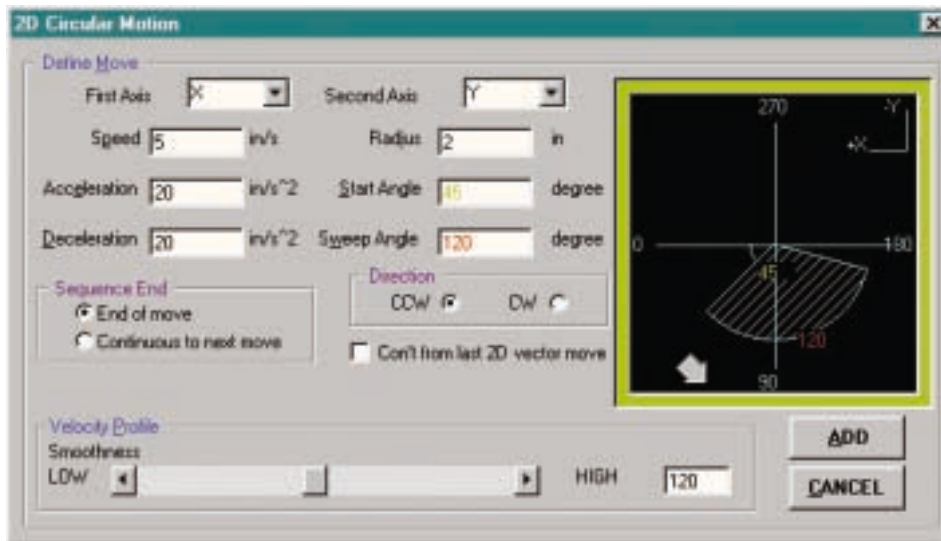 2D Circular Motion
Define Move
First Axis X Second Axis Y
Speed 5 in/s Radius 2 in
Acceleration 20 in/s^2 Start Angle 45 degree
Deceleration 20 in/s^2 Sweep Angle 120 degree
Sequence End
End of move
Continuous to next move
Direction
CCW CW
Con't from last 2D vector move
270 -Y
+X
0 180
45
120
90
Velocity Profile
Smoothness
LOW HIGH 120
ADD
CANCEL